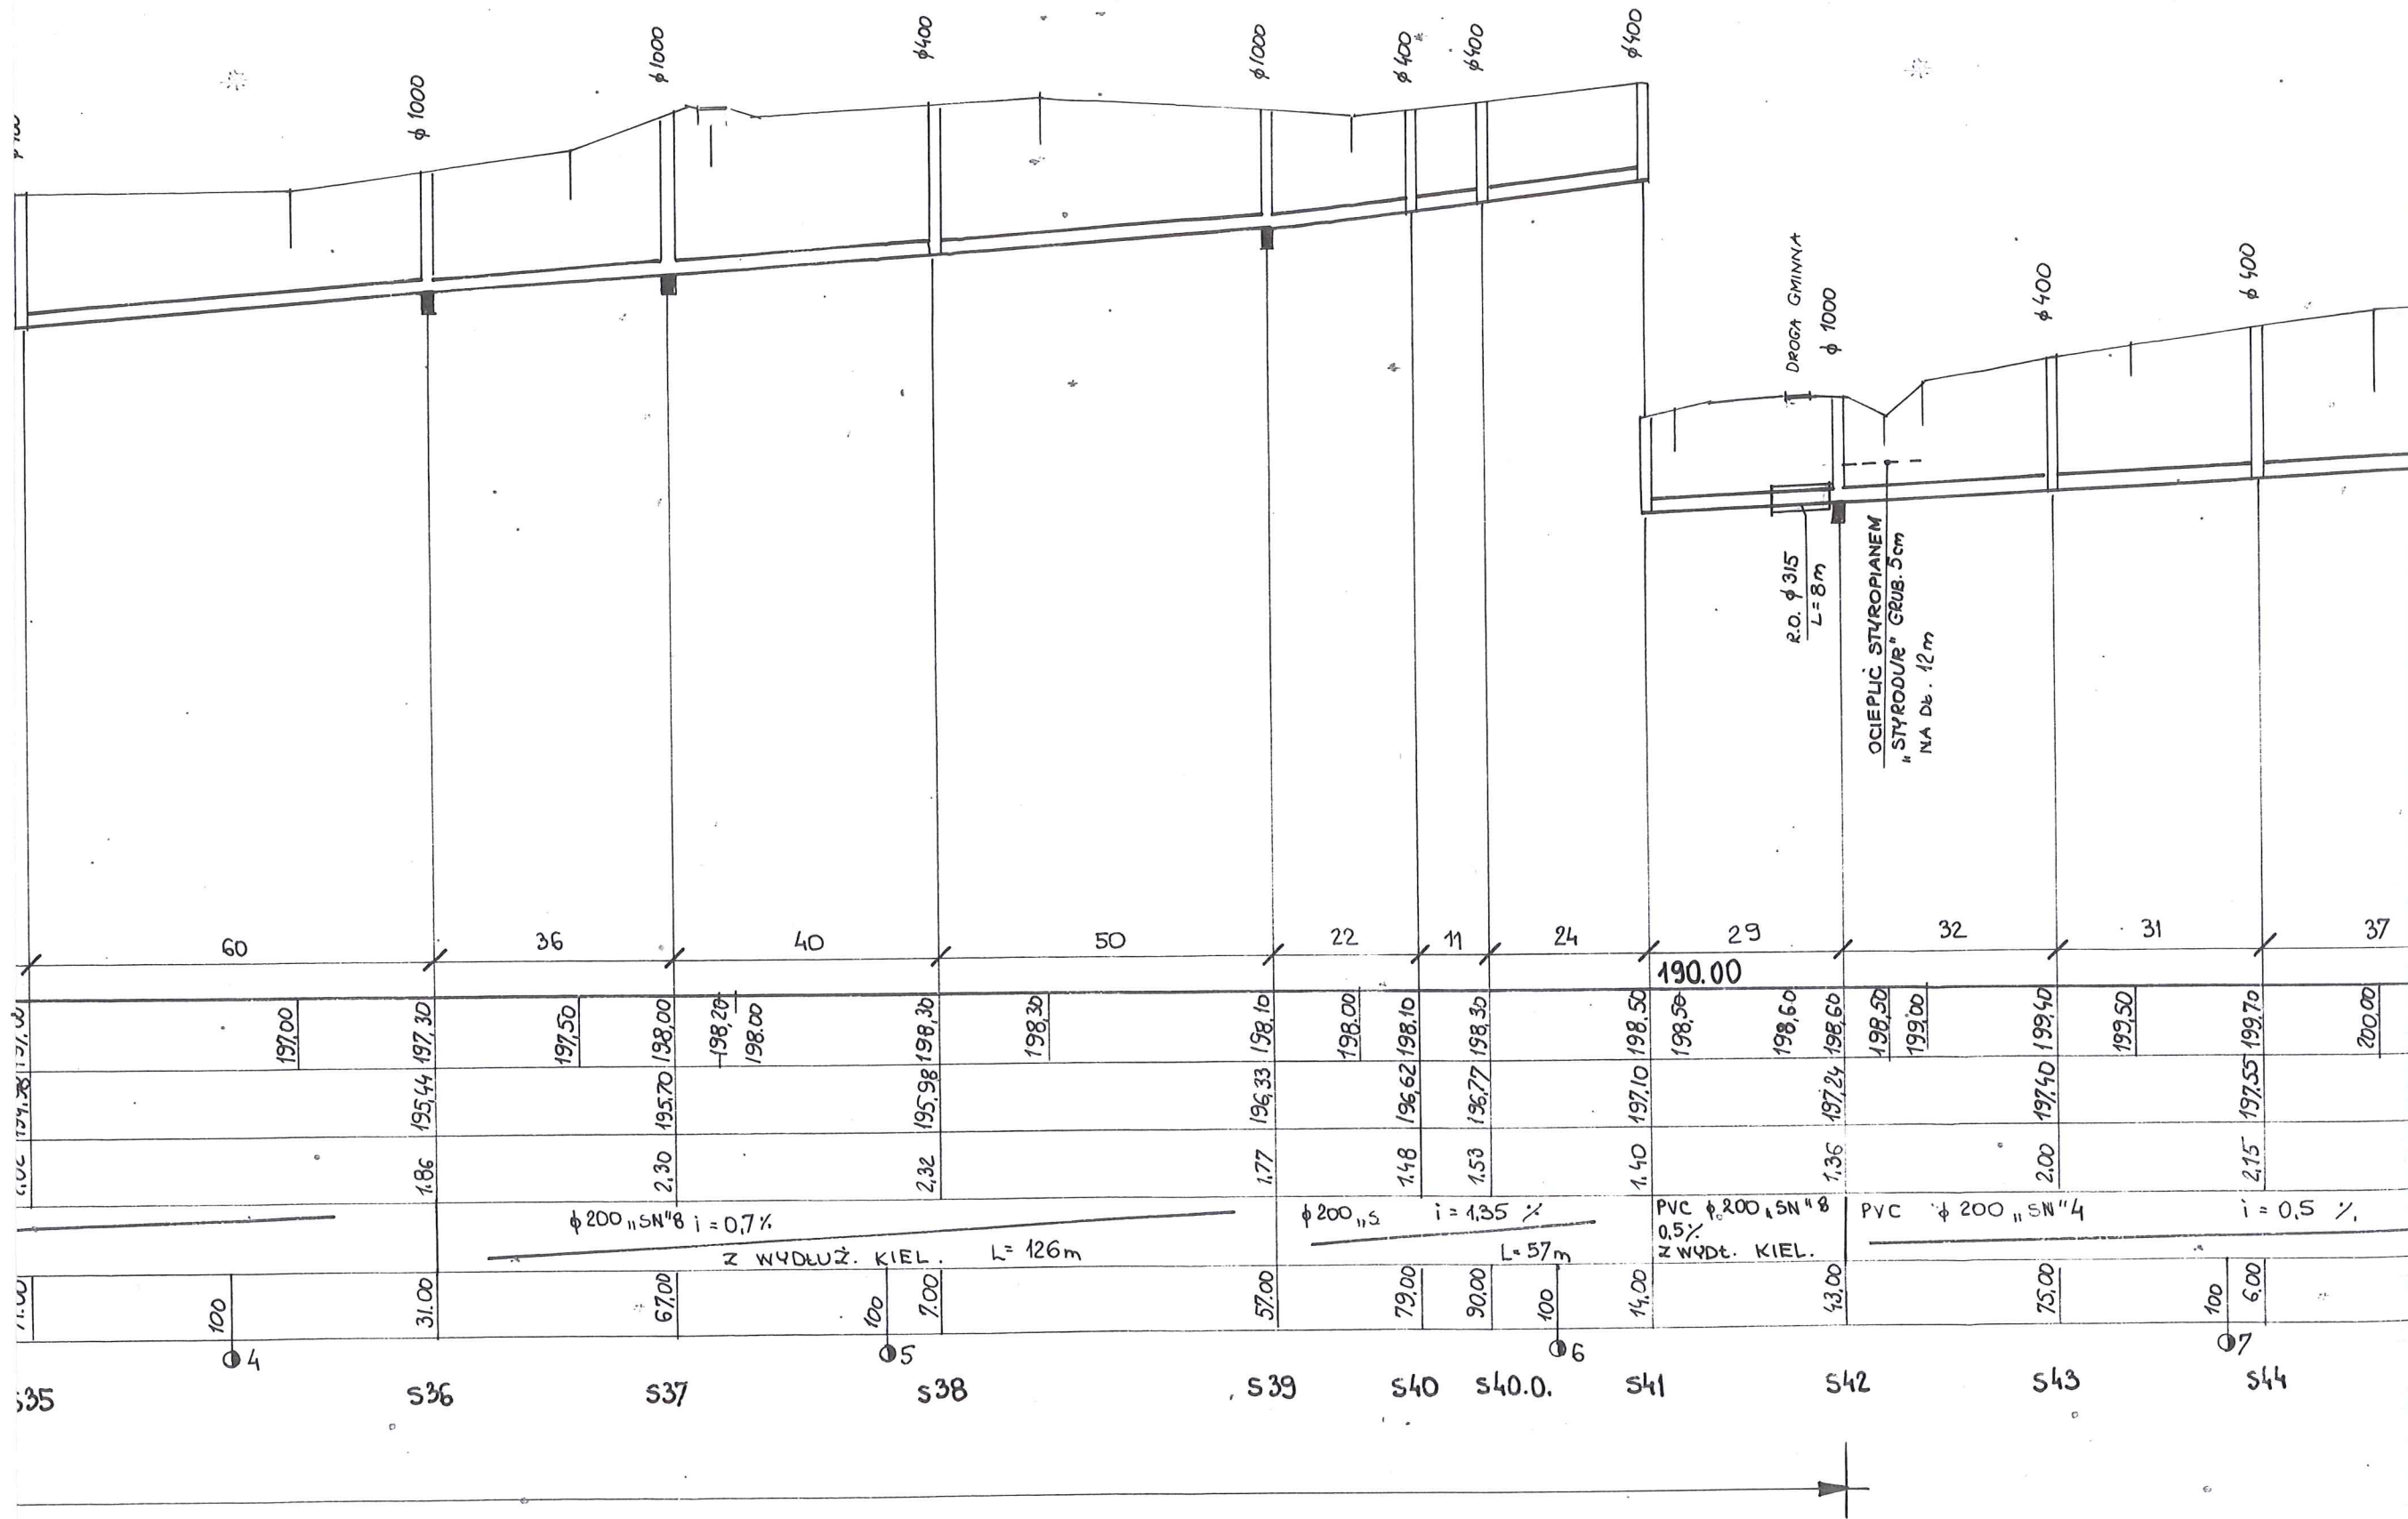 ϕ1000
ϕ1000
ϕ400
ϕ1000
ϕ400
ϕ400
ϕ400
DROGA GMINNA
ϕ 1000
ϕ 400
ϕ 400
R.O. ϕ 315
L=8m
OCIEPLIĆ STYROPIANEM
„STYRODUR" GRUB. 5cm
NA DŁ. 12m
60 36 40 50 22 11 24 29 32 31 37
190.00
197,00 197,30 197,50 198,00 198,20 198.00 198,30 198,30 198,10 198.00 198,10 198,30 198.50 198,50 198,60 198,60 198,50 199,00 199,40 199,50 199,70 200,00
195,44 195,70 195,98 196,33 196,62 196,77 197,10 197,24 197,40 197,55
1.86 2.30 2,32 1.77 1.48 1.53 1.40 1.36 2.00 2,15
ϕ200 „SN"8 i=0,7%
Z WYDŁUŻ. KIEL. L=126m
ϕ200 „S i=1,35 %
L=57m
PVC ϕ 200 „SN"8
0,5%
Z WYDŁ. KIEL.
PVC ϕ 200 „SN"4 i=0,5 %
100 31.00 67,00 100 7.00 57.00 79,00 90,00 100 14,00 43,00 75,00 100 6,00
4 5 6 7
S35 S36 S37 S38 S39 S40 S40.0. S41 S42 S43 S44